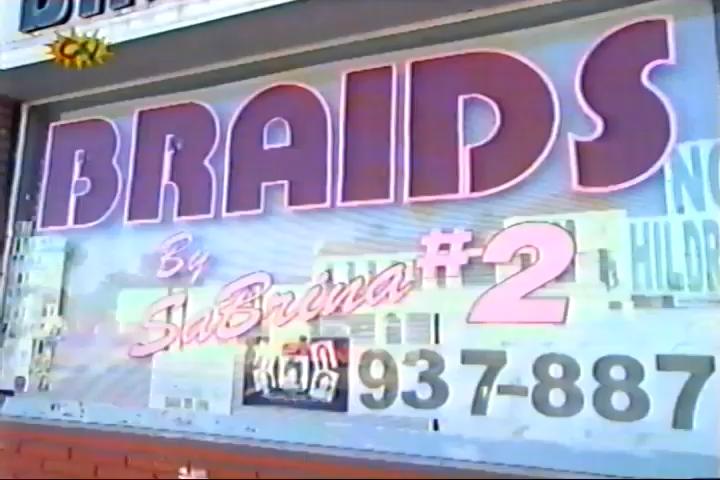 BRAIDS
By
SaBrina #2
NO
HILDR
937-887